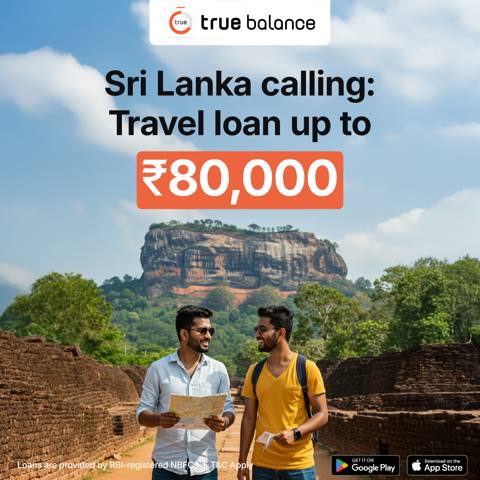 true true balance
Sri Lanka calling:
Travel loan up to
₹80,000
Loans are provided by RBI-registered NBFCs | T&C Apply
GET IT ON
Google Play
Download on the
App Store